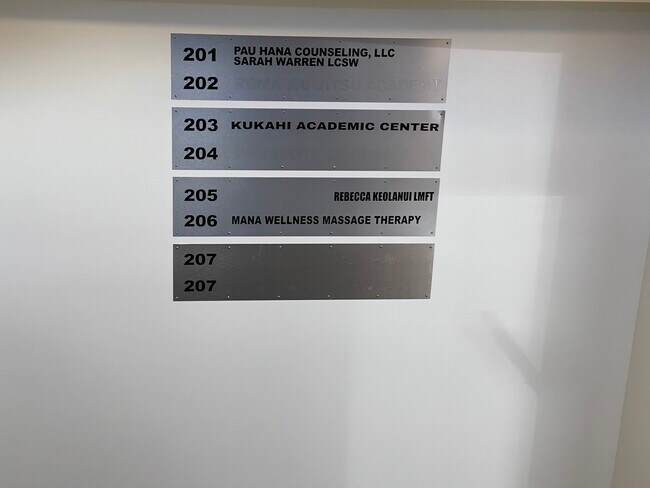 201 PAU HANA COUNSELING, LLC
SARAH WARREN LCSW
202
203 KUKAHI ACADEMIC CENTER
204
205 REBECCA KEOLANUI LMFT
206 MANA WELLNESS MASSAGE THERAPY
207
207